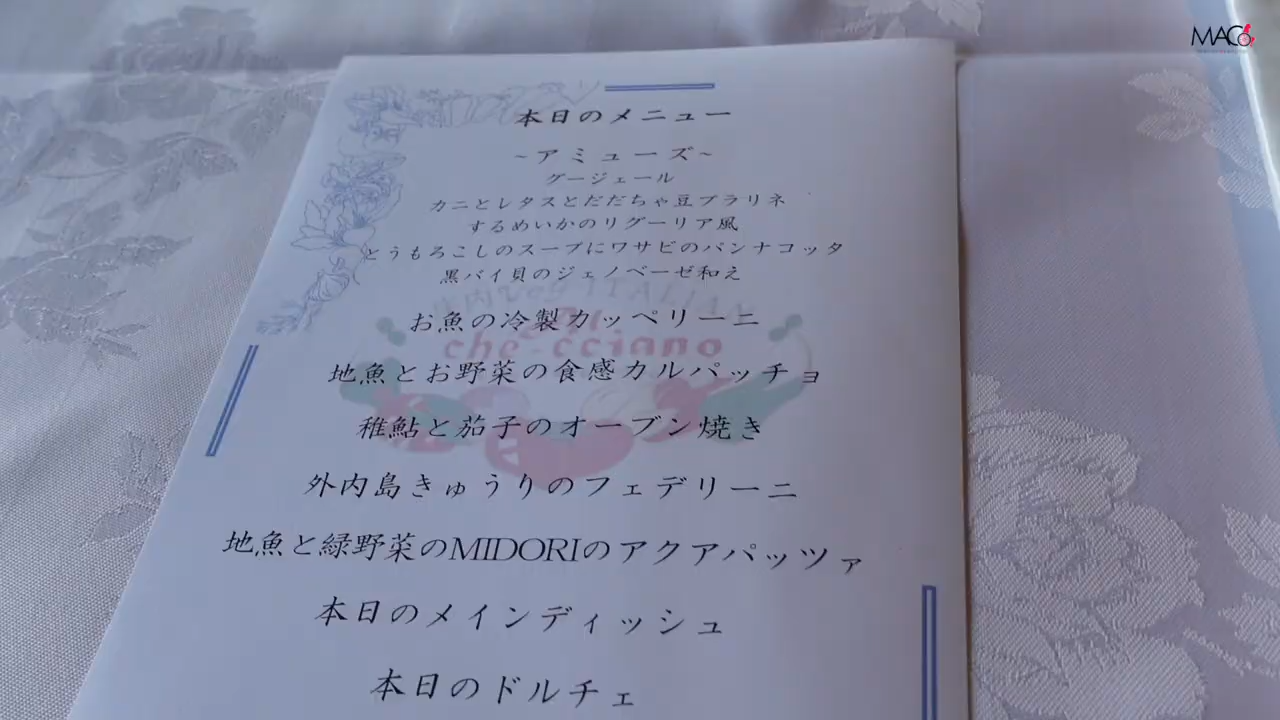 MACO
本日のメニュー
~アミューズ~
グージェール
カニとレタスとだだちゃ豆プラリネ
するめいかのリグーリア風
とうもろこしのスープにワサビのパンナコッタ
黒バイ貝のジェノベーゼ和え
ITALIAN
お魚の冷製カッペリーニ
che-cciano
地魚とお野菜の食感カルパッチョ
稚鮎と茄子のオーブン焼き
外内島きゅうりのフェデリーニ
地魚と緑野菜のMIDORIのアクアパッツァ
本日のメインディッシュ
本日のドルチェ